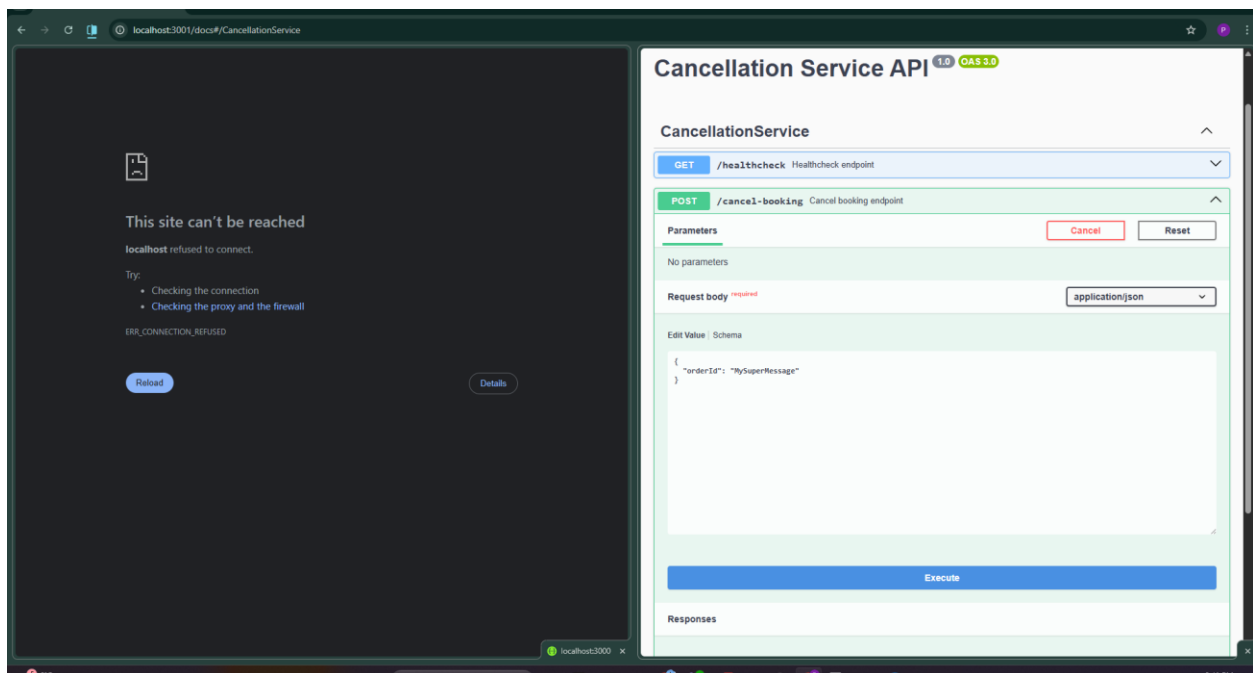 localhost:3001/docs#/CancellationService
P
This site can't be reached
localhost refused to connect.
Try:
• Checking the connection
• Checking the proxy and the firewall
ERR_CONNECTION_REFUSED
Reload
Details
localhost:3000
Cancellation Service API 1.0 OAS 3.0
CancellationService
GET /healthcheck Healthcheck endpoint
POST /cancel-booking Cancel booking endpoint
Parameters
Cancel
Reset
No parameters
Request body required
application/json
Edit Value | Schema
{
"orderId": "MySuperMessage"
}
Execute
Responses